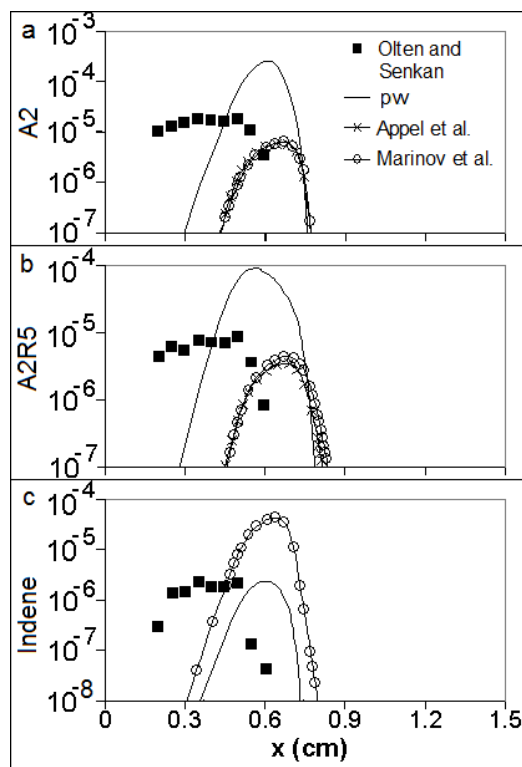 a
A2
10-3
10-4
10-5
10-6
10-7
Olten and
Senkan
pw
Appel et al.
Marinov et al.
b
A2R5
10-4
10-5
10-6
10-7
c
Indene
10-4
10-5
10-6
10-7
10-8
0 0.3 0.6 0.9 1.2 1.5
x (cm)